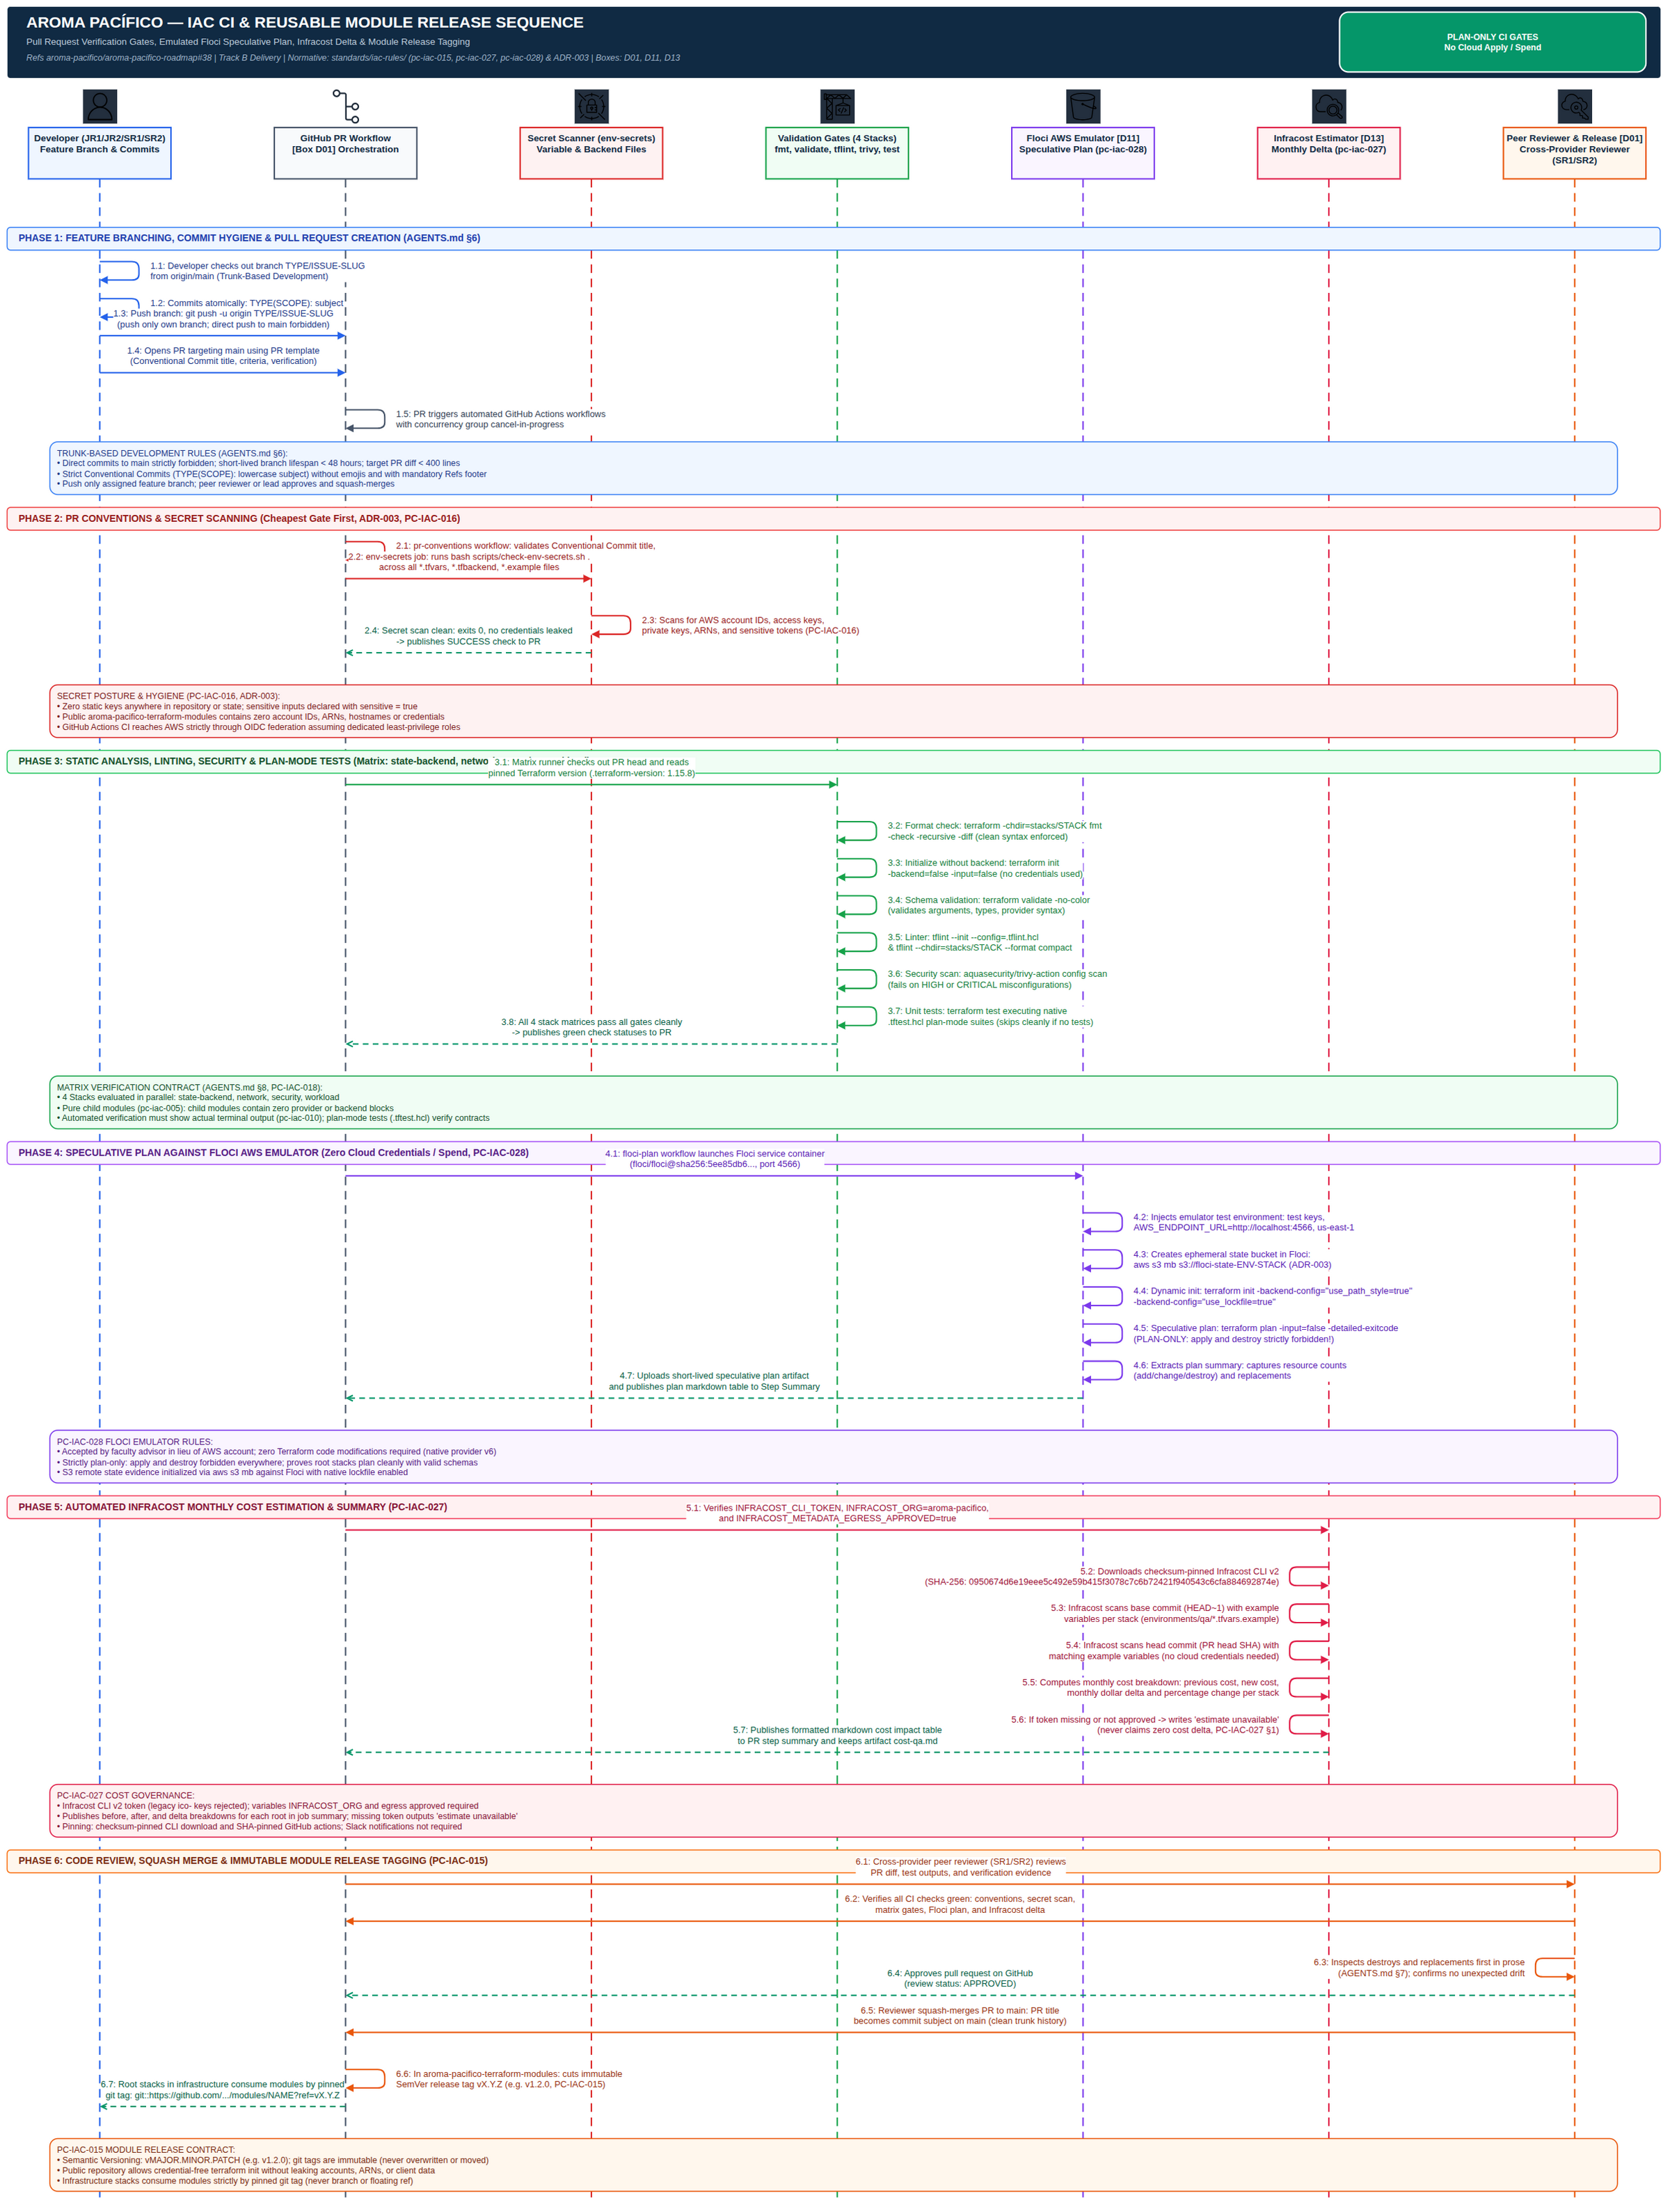 AROMA PACÍFICO — IAC CI & REUSABLE MODULE RELEASE SEQUENCE
Pull Request Verification Gates, Emulated Floci Speculative Plan, Infracost Delta & Module Release Tagging
Refs aroma-pacifico/aroma-pacifico-roadmap#38 | Track B Delivery | Normative: standards/iac-rules/ (pc-iac-015, pc-iac-027, pc-iac-028) & ADR-003 | Boxes: D01, D11, D13
PLAN-ONLY CI GATES
No Cloud Apply / Spend
Developer (JR1/JR2/SR1/SR2)
Feature Branch & Commits
GitHub PR Workflow
[Box D01] Orchestration
Secret Scanner (env-secrets)
Variable & Backend Files
Validation Gates (4 Stacks)
fmt, validate, tflint, trivy, test
Floci AWS Emulator [D11]
Speculative Plan (pc-iac-028)
Infracost Estimator [D13]
Monthly Delta (pc-iac-027)
Peer Reviewer & Release [D01]
Cross-Provider Reviewer
(SR1/SR2)
PHASE 1: FEATURE BRANCHING, COMMIT HYGIENE & PULL REQUEST CREATION (AGENTS.md §6)
1.1: Developer checks out branch TYPE/ISSUE-SLUG
from origin/main (Trunk-Based Development)
1.2: Commits atomically: TYPE(SCOPE): subject
1.3: Push branch: git push -u origin TYPE/ISSUE-SLUG
(push only own branch; direct push to main forbidden)
1.4: Opens PR targeting main using PR template
(Conventional Commit title, criteria, verification)
1.5: PR triggers automated GitHub Actions workflows
with concurrency group cancel-in-progress
TRUNK-BASED DEVELOPMENT RULES (AGENTS.md §6):
• Direct commits to main strictly forbidden; short-lived branch lifespan < 48 hours; target PR diff < 400 lines
• Strict Conventional Commits (TYPE(SCOPE): lowercase subject) without emojis and with mandatory Refs footer
• Push only assigned feature branch; peer reviewer or lead approves and squash-merges
PHASE 2: PR CONVENTIONS & SECRET SCANNING (Cheapest Gate First, ADR-003, PC-IAC-016)
2.1: pr-conventions workflow: validates Conventional Commit title,
2.2: env-secrets job: runs bash scripts/check-env-secrets.sh .
across all *.tfvars, *.tfbackend, *.example files
2.3: Scans for AWS account IDs, access keys,
private keys, ARNs, and sensitive tokens (PC-IAC-016)
2.4: Secret scan clean: exits 0, no credentials leaked
-> publishes SUCCESS check to PR
SECRET POSTURE & HYGIENE (PC-IAC-016, ADR-003):
• Zero static keys anywhere in repository or state; sensitive inputs declared with sensitive = true
• Public aroma-pacifico-terraform-modules contains zero account IDs, ARNs, hostnames or credentials
• GitHub Actions CI reaches AWS strictly through OIDC federation assuming dedicated least-privilege roles
PHASE 3: STATIC ANALYSIS, LINTING, SECURITY & PLAN-MODE TESTS (Matrix: state-backend, netwo
3.1: Matrix runner checks out PR head and reads
pinned Terraform version (.terraform-version: 1.15.8)
3.2: Format check: terraform -chdir=stacks/STACK fmt
-check -recursive -diff (clean syntax enforced)
3.3: Initialize without backend: terraform init
-backend=false -input=false (no credentials used)
3.4: Schema validation: terraform validate -no-color
(validates arguments, types, provider syntax)
3.5: Linter: tflint --init --config=.tflint.hcl
& tflint --chdir=stacks/STACK --format compact
3.6: Security scan: aquasecurity/trivy-action config scan
(fails on HIGH or CRITICAL misconfigurations)
3.7: Unit tests: terraform test executing native
.tftest.hcl plan-mode suites (skips cleanly if no tests)
3.8: All 4 stack matrices pass all gates cleanly
-> publishes green check statuses to PR
MATRIX VERIFICATION CONTRACT (AGENTS.md §8, PC-IAC-018):
• 4 Stacks evaluated in parallel: state-backend, network, security, workload
• Pure child modules (pc-iac-005): child modules contain zero provider or backend blocks
• Automated verification must show actual terminal output (pc-iac-010); plan-mode tests (.tftest.hcl) verify contracts
PHASE 4: SPECULATIVE PLAN AGAINST FLOCI AWS EMULATOR (Zero Cloud Credentials / Spend, PC-IAC-028)
4.1: floci-plan workflow launches Floci service container
(floci/floci@sha256:5ee85db6..., port 4566)
4.2: Injects emulator test environment: test keys,
AWS_ENDPOINT_URL=http://localhost:4566, us-east-1
4.3: Creates ephemeral state bucket in Floci:
aws s3 mb s3://floci-state-ENV-STACK (ADR-003)
4.4: Dynamic init: terraform init -backend-config="use_path_style=true"
-backend-config="use_lockfile=true"
4.5: Speculative plan: terraform plan -input=false -detailed-exitcode
(PLAN-ONLY: apply and destroy strictly forbidden!)
4.6: Extracts plan summary: captures resource counts
(add/change/destroy) and replacements
4.7: Uploads short-lived speculative plan artifact
and publishes plan markdown table to Step Summary
PC-IAC-028 FLOCI EMULATOR RULES:
• Accepted by faculty advisor in lieu of AWS account; zero Terraform code modifications required (native provider v6)
• Strictly plan-only: apply and destroy forbidden everywhere; proves root stacks plan cleanly with valid schemas
• S3 remote state evidence initialized via aws s3 mb against Floci with native lockfile enabled
PHASE 5: AUTOMATED INFRACOST MONTHLY COST ESTIMATION & SUMMARY (PC-IAC-027)
5.1: Verifies INFRACOST_CLI_TOKEN, INFRACOST_ORG=aroma-pacifico,
and INFRACOST_METADATA_EGRESS_APPROVED=true
5.2: Downloads checksum-pinned Infracost CLI v2
(SHA-256: 0950674d6e19eee5c492e59b415f3078c7c6b72421f940543c6cfa884692874e)
5.3: Infracost scans base commit (HEAD~1) with example
variables per stack (environments/qa/*.tfvars.example)
5.4: Infracost scans head commit (PR head SHA) with
matching example variables (no cloud credentials needed)
5.5: Computes monthly cost breakdown: previous cost, new cost,
monthly dollar delta and percentage change per stack
5.6: If token missing or not approved -> writes 'estimate unavailable'
(never claims zero cost delta, PC-IAC-027 §1)
5.7: Publishes formatted markdown cost impact table
to PR step summary and keeps artifact cost-qa.md
PC-IAC-027 COST GOVERNANCE:
• Infracost CLI v2 token (legacy ico- keys rejected); variables INFRACOST_ORG and egress approved required
• Publishes before, after, and delta breakdowns for each root in job summary; missing token outputs 'estimate unavailable'
• Pinning: checksum-pinned CLI download and SHA-pinned GitHub actions; Slack notifications not required
PHASE 6: CODE REVIEW, SQUASH MERGE & IMMUTABLE MODULE RELEASE TAGGING (PC-IAC-015)
6.1: Cross-provider peer reviewer (SR1/SR2) reviews
PR diff, test outputs, and verification evidence
6.2: Verifies all CI checks green: conventions, secret scan,
matrix gates, Floci plan, and Infracost delta
6.3: Inspects destroys and replacements first in prose
(AGENTS.md §7); confirms no unexpected drift
6.4: Approves pull request on GitHub
(review status: APPROVED)
6.5: Reviewer squash-merges PR to main: PR title
becomes commit subject on main (clean trunk history)
6.6: In aroma-pacifico-terraform-modules: cuts immutable
SemVer release tag vX.Y.Z (e.g. v1.2.0, PC-IAC-015)
6.7: Root stacks in infrastructure consume modules by pinned
git tag: git::https://github.com/.../modules/NAME?ref=vX.Y.Z
PC-IAC-015 MODULE RELEASE CONTRACT:
• Semantic Versioning: vMAJOR.MINOR.PATCH (e.g. v1.2.0); git tags are immutable (never overwritten or moved)
• Public repository allows credential-free terraform init without leaking accounts, ARNs, or client data
• Infrastructure stacks consume modules strictly by pinned git tag (never branch or floating ref)